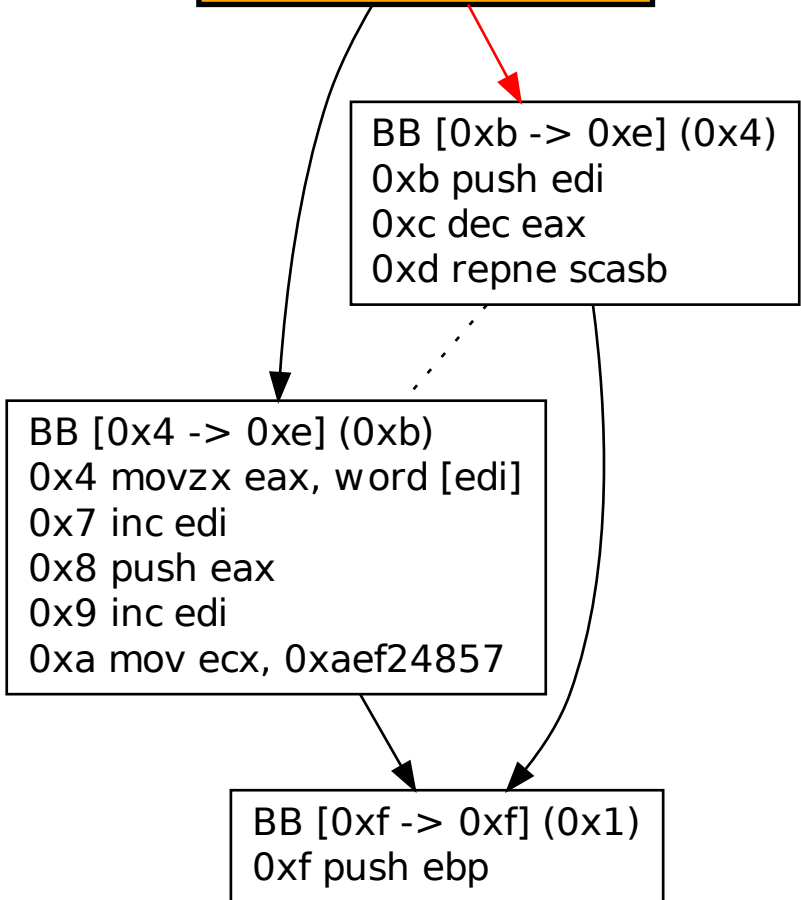 BB [0xb -> 0xe] (0x4)
0xb push edi
0xc dec eax
0xd repne scasb
BB [0x4 -> 0xe] (0xb)
0x4 movzx eax, word [edi]
0x7 inc edi
0x8 push eax
0x9 inc edi
0xa mov ecx, 0xaef24857
BB [0xf -> 0xf] (0x1)
0xf push ebp